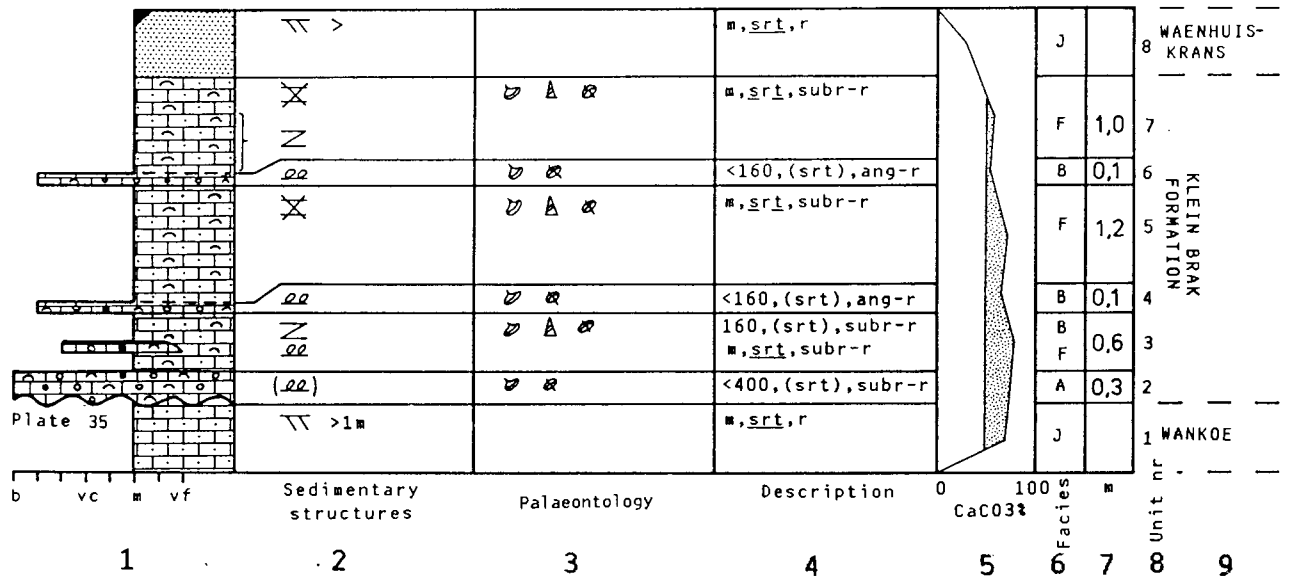 > m,srt,r J 8 WAENHUIS-
KRANS
m,srt,subr-r F 1,0 7
<160,(srt),ang-r B 0,1 6
m,srt,subr-r F 1,2 5
<160,(srt),ang-r B 0,1 4
160,(srt),subr-r B
m,srt,subr-r F 0,6 3
<400,(srt),subr-r A 0,3 2
KLEIN BRAK
FORMATION
Plate 35 >1m m,srt,r J 1 WANKOE
b vc m vf Sedimentary
structures Palaeontology Description 0 100
CaCO3% Facies m Unit nr
1 2 3 4 5 6 7 8 9